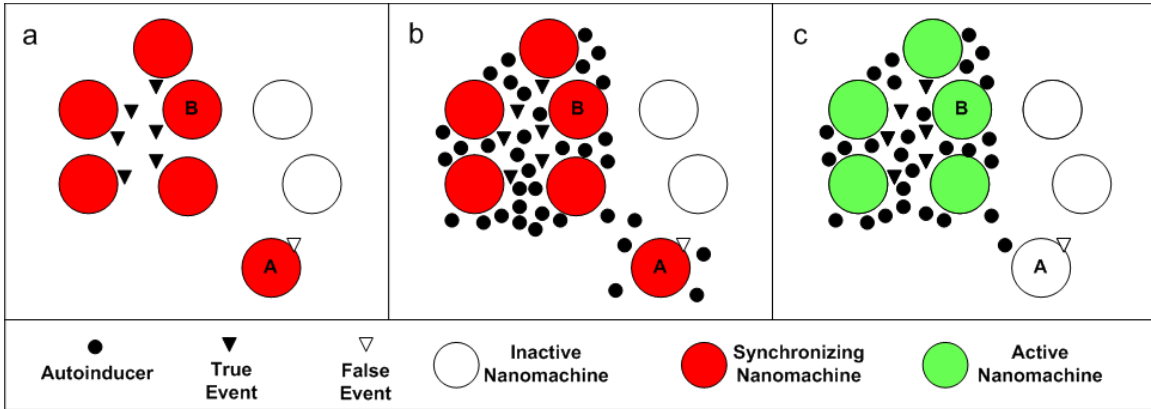 a
B
A
b
B
A
c
B
A
Autoinducer
True
Event
False
Event
Inactive
Nanomachine
Synchronizing
Nanomachine
Active
Nanomachine